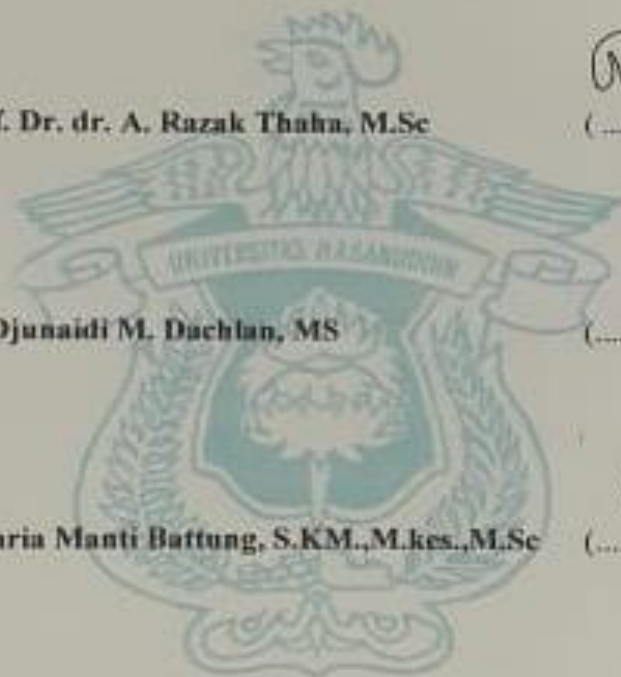 f. Dr. dr. A. Razak Thaha, M.Sc (....
UNIVERSITAS HASANUDDIN
Djunaidi M. Dachlan, MS (....
aria Manti Battung, S.KM.,M.kes.,M.Sc (....